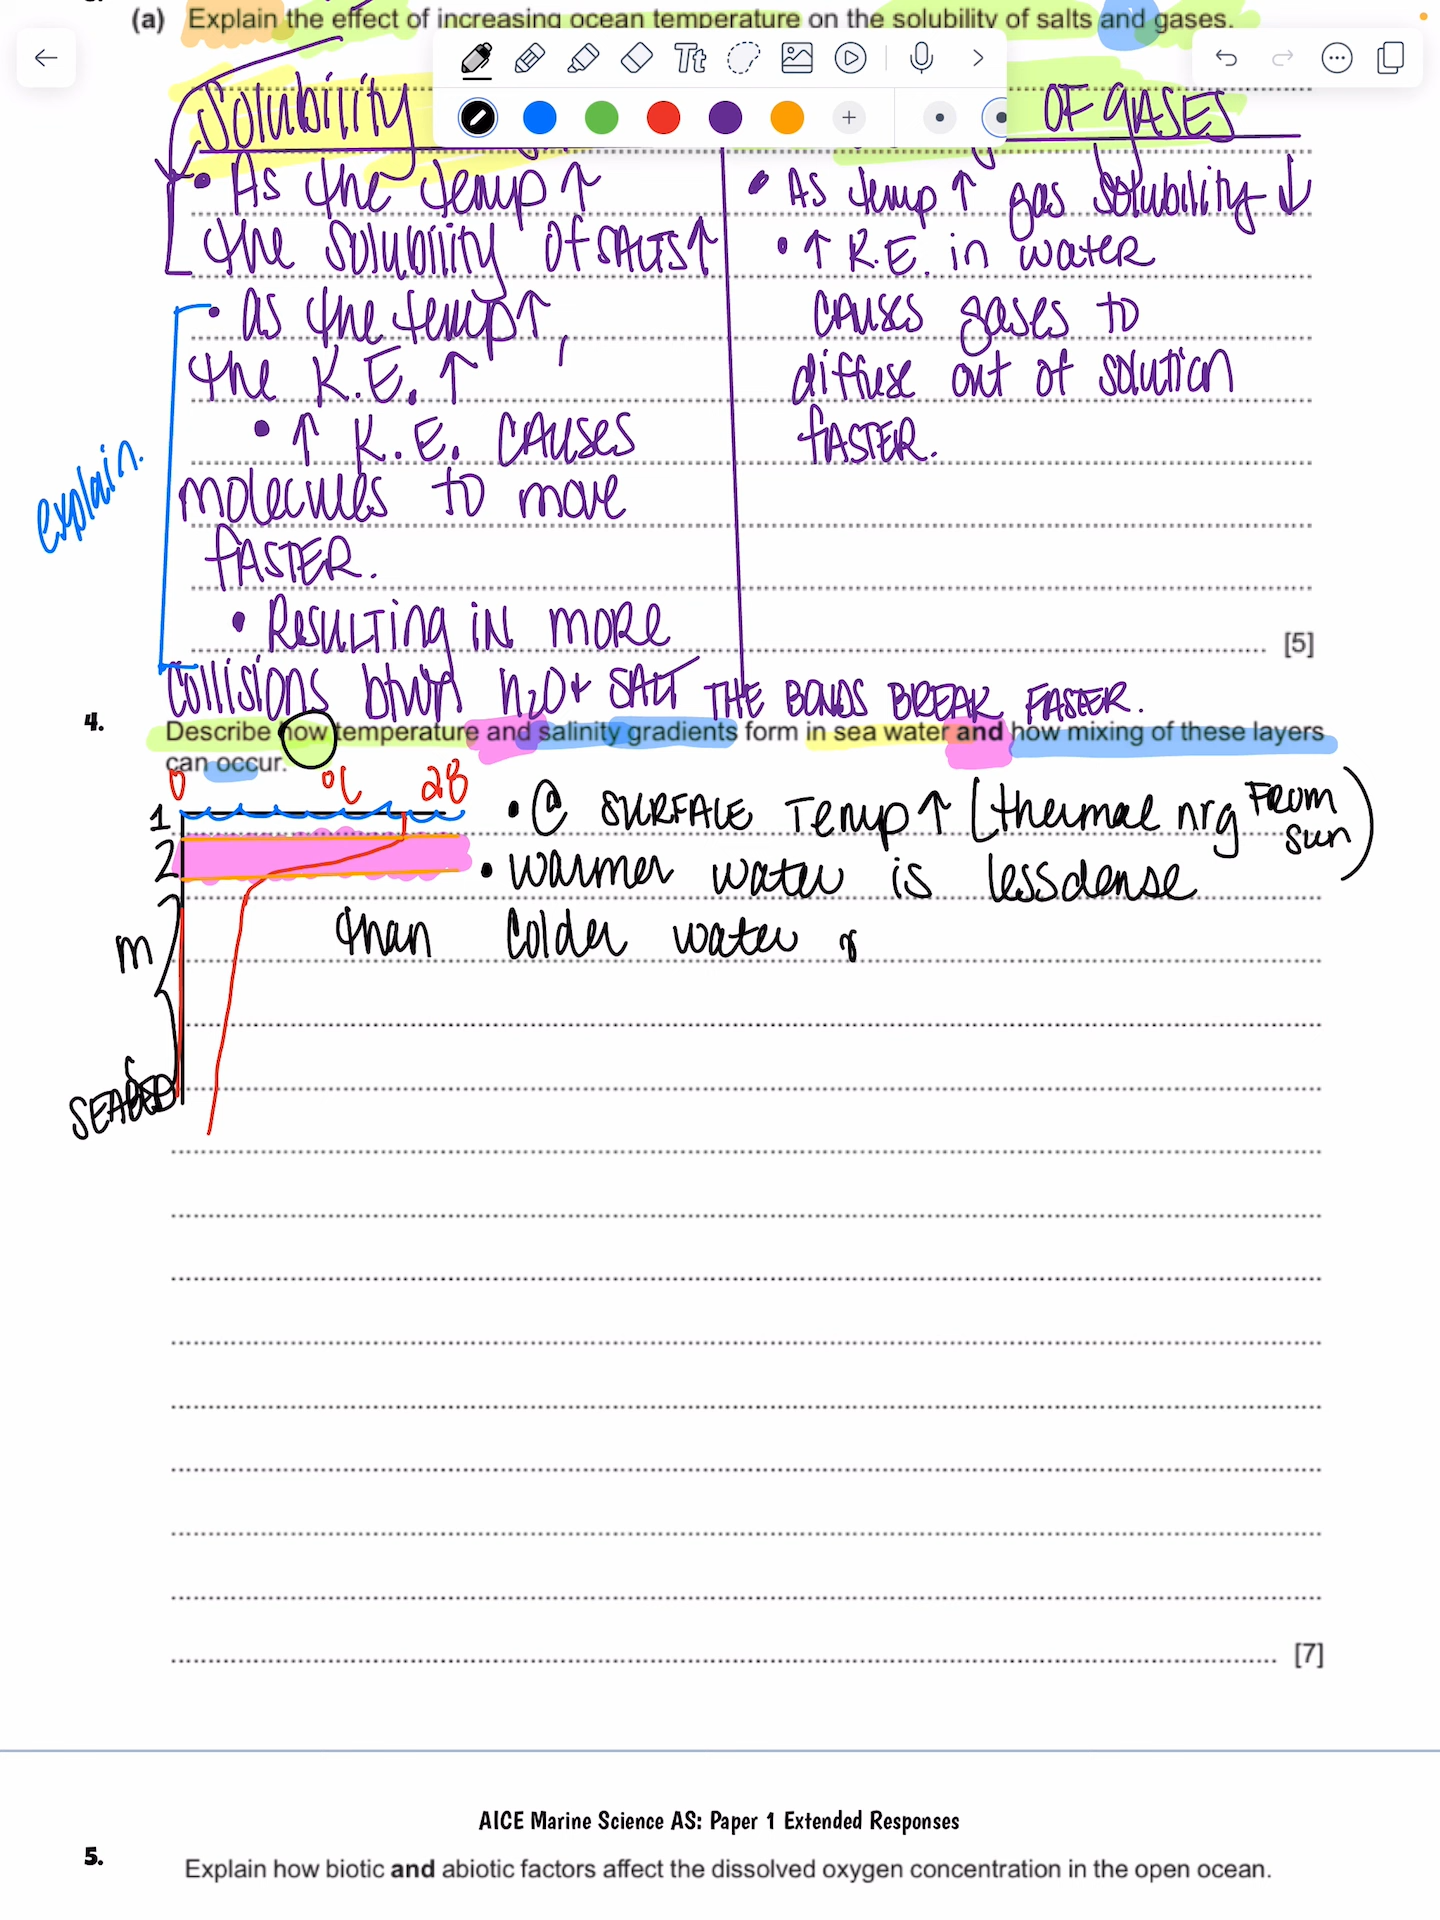 (a) Explain the effect of increasing ocean temperature on the solubility of salts and gases.
Tt
Solubility
OF gASES
• As the temp ↑
the solubility OF SALTS ↑
• as the temp ↑,
the K.E. ↑
• ↑ K.E. CAUSES
molecules to move
FASTER.
• RESULTING IN MORE
Collisions btwn h2O + SALT THE BONDS BREAK FASTER.
explain.
• As temp ↑ gas solubility ↓
• ↑ K.E. in water
CAUSES gases to
diffuse out of solution
FASTER.
[5]
4. Describe how temperature and salinity gradients form in sea water and how mixing of these layers
can occur.
0 °C 28
1
2
m
SEABED
• @ SURFACE Temp ↑ (thermal nrg FROM
sun)
• warmer water is less dense
than colder water
[7]
AICE Marine Science AS: Paper 1 Extended Responses
5. Explain how biotic and abiotic factors affect the dissolved oxygen concentration in the open ocean.